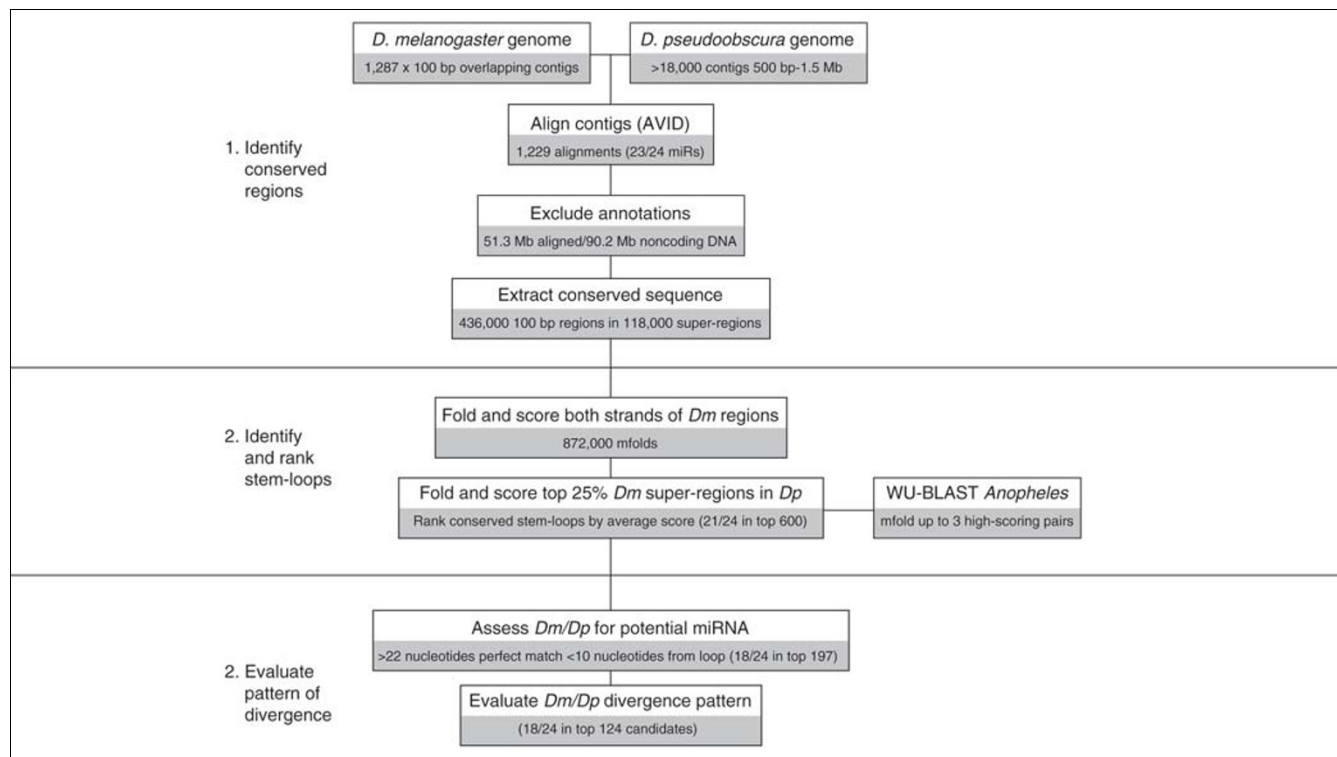 D. melanogaster genome
1,287 x 100 bp overlapping contigs
D. pseudoobscura genome
>18,000 contigs 500 bp-1.5 Mb
1. Identify
conserved
regions
Align contigs (AVID)
1,229 alignments (23/24 miRs)
Exclude annotations
51.3 Mb aligned/90.2 Mb noncoding DNA
Extract conserved sequence
436,000 100 bp regions in 118,000 super-regions
2. Identify
and rank
stem-loops
Fold and score both strands of Dm regions
872,000 mfolds
Fold and score top 25% Dm super-regions in Dp
Rank conserved stem-loops by average score (21/24 in top 600)
WU-BLAST Anopheles
mfold up to 3 high-scoring pairs
2. Evaluate
pattern of
divergence
Assess Dm/Dp for potential miRNA
>22 nucleotides perfect match <10 nucleotides from loop (18/24 in top 197)
Evaluate Dm/Dp divergence pattern
(18/24 in top 124 candidates)